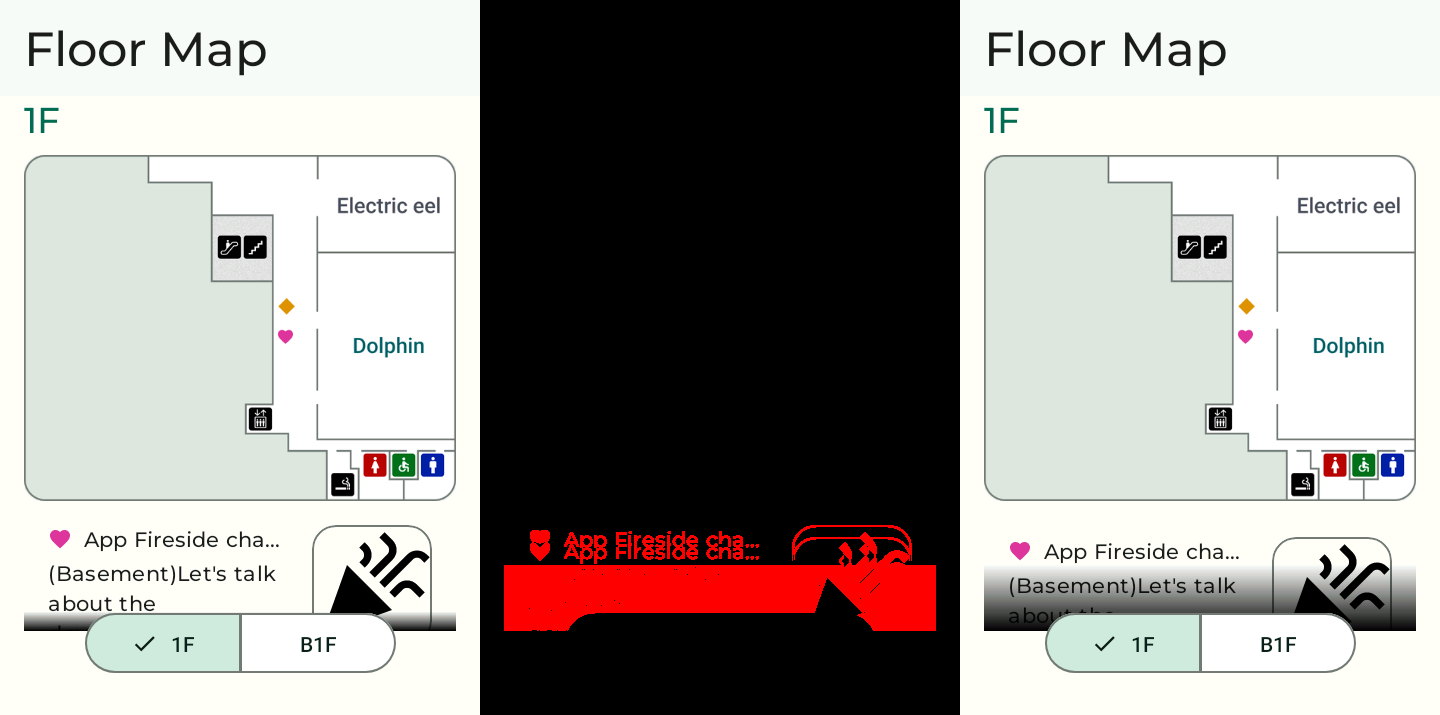 Floor Map
1F
Electric eel
Dolphin
App Fireside cha...
(Basement)Let's talk
about the
1F
B1F
App Fireside cha...
App Fireside cha...
Floor Map
1F
Electric eel
Dolphin
App Fireside cha...
(Basement)Let's talk
about the
1F
B1F